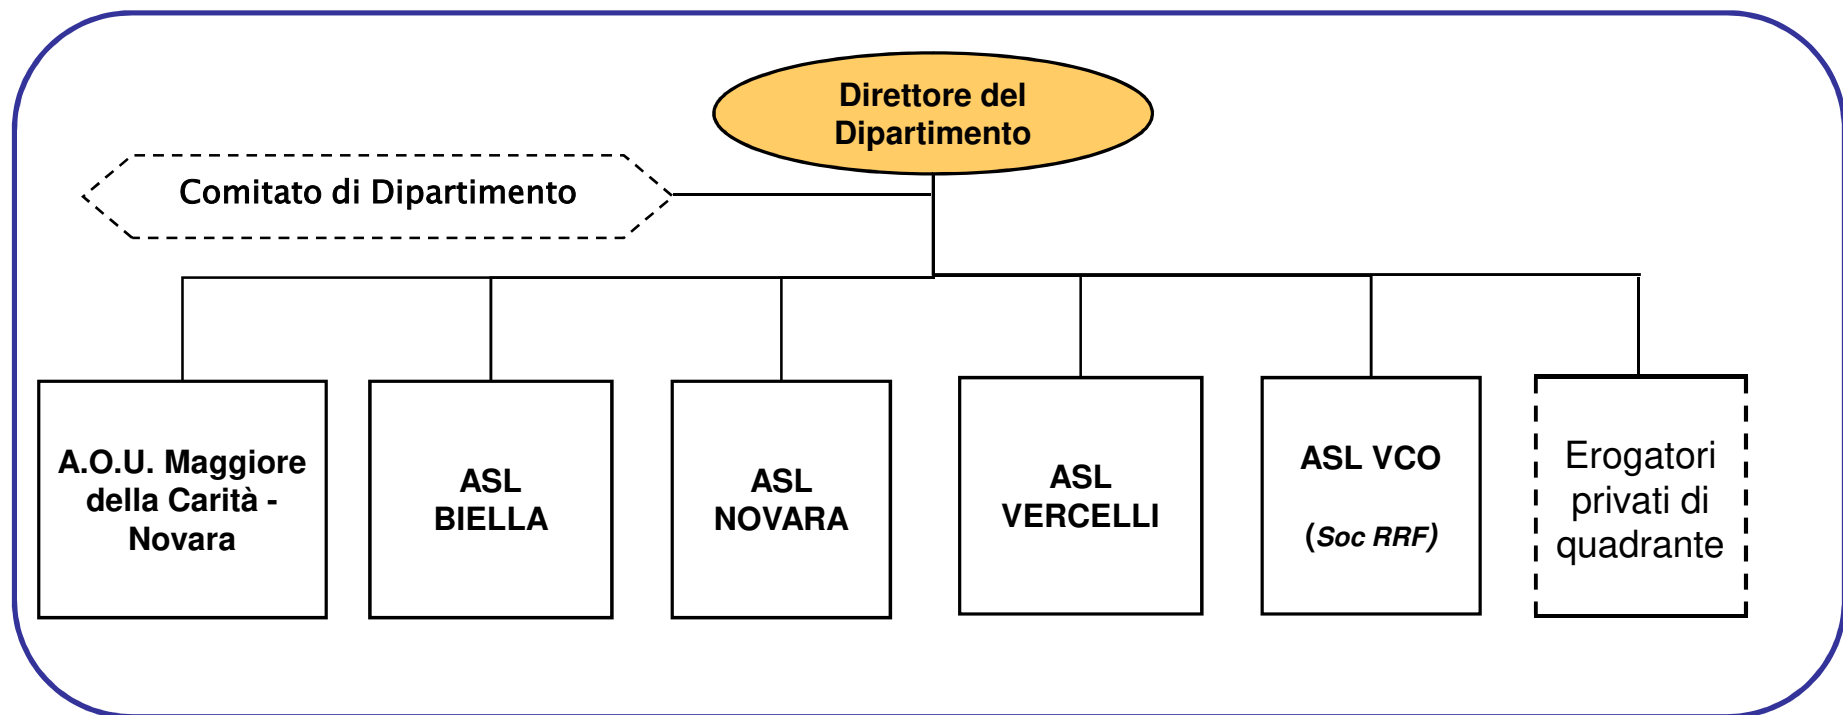 Direttore del
Dipartimento
Comitato di Dipartimento
A.O.U. Maggiore
della Carità -
Novara
ASL
BIELLA
ASL
NOVARA
ASL
VERCELLI
ASL VCO
(Soc RRF)
Erogatori
privati di
quadrante